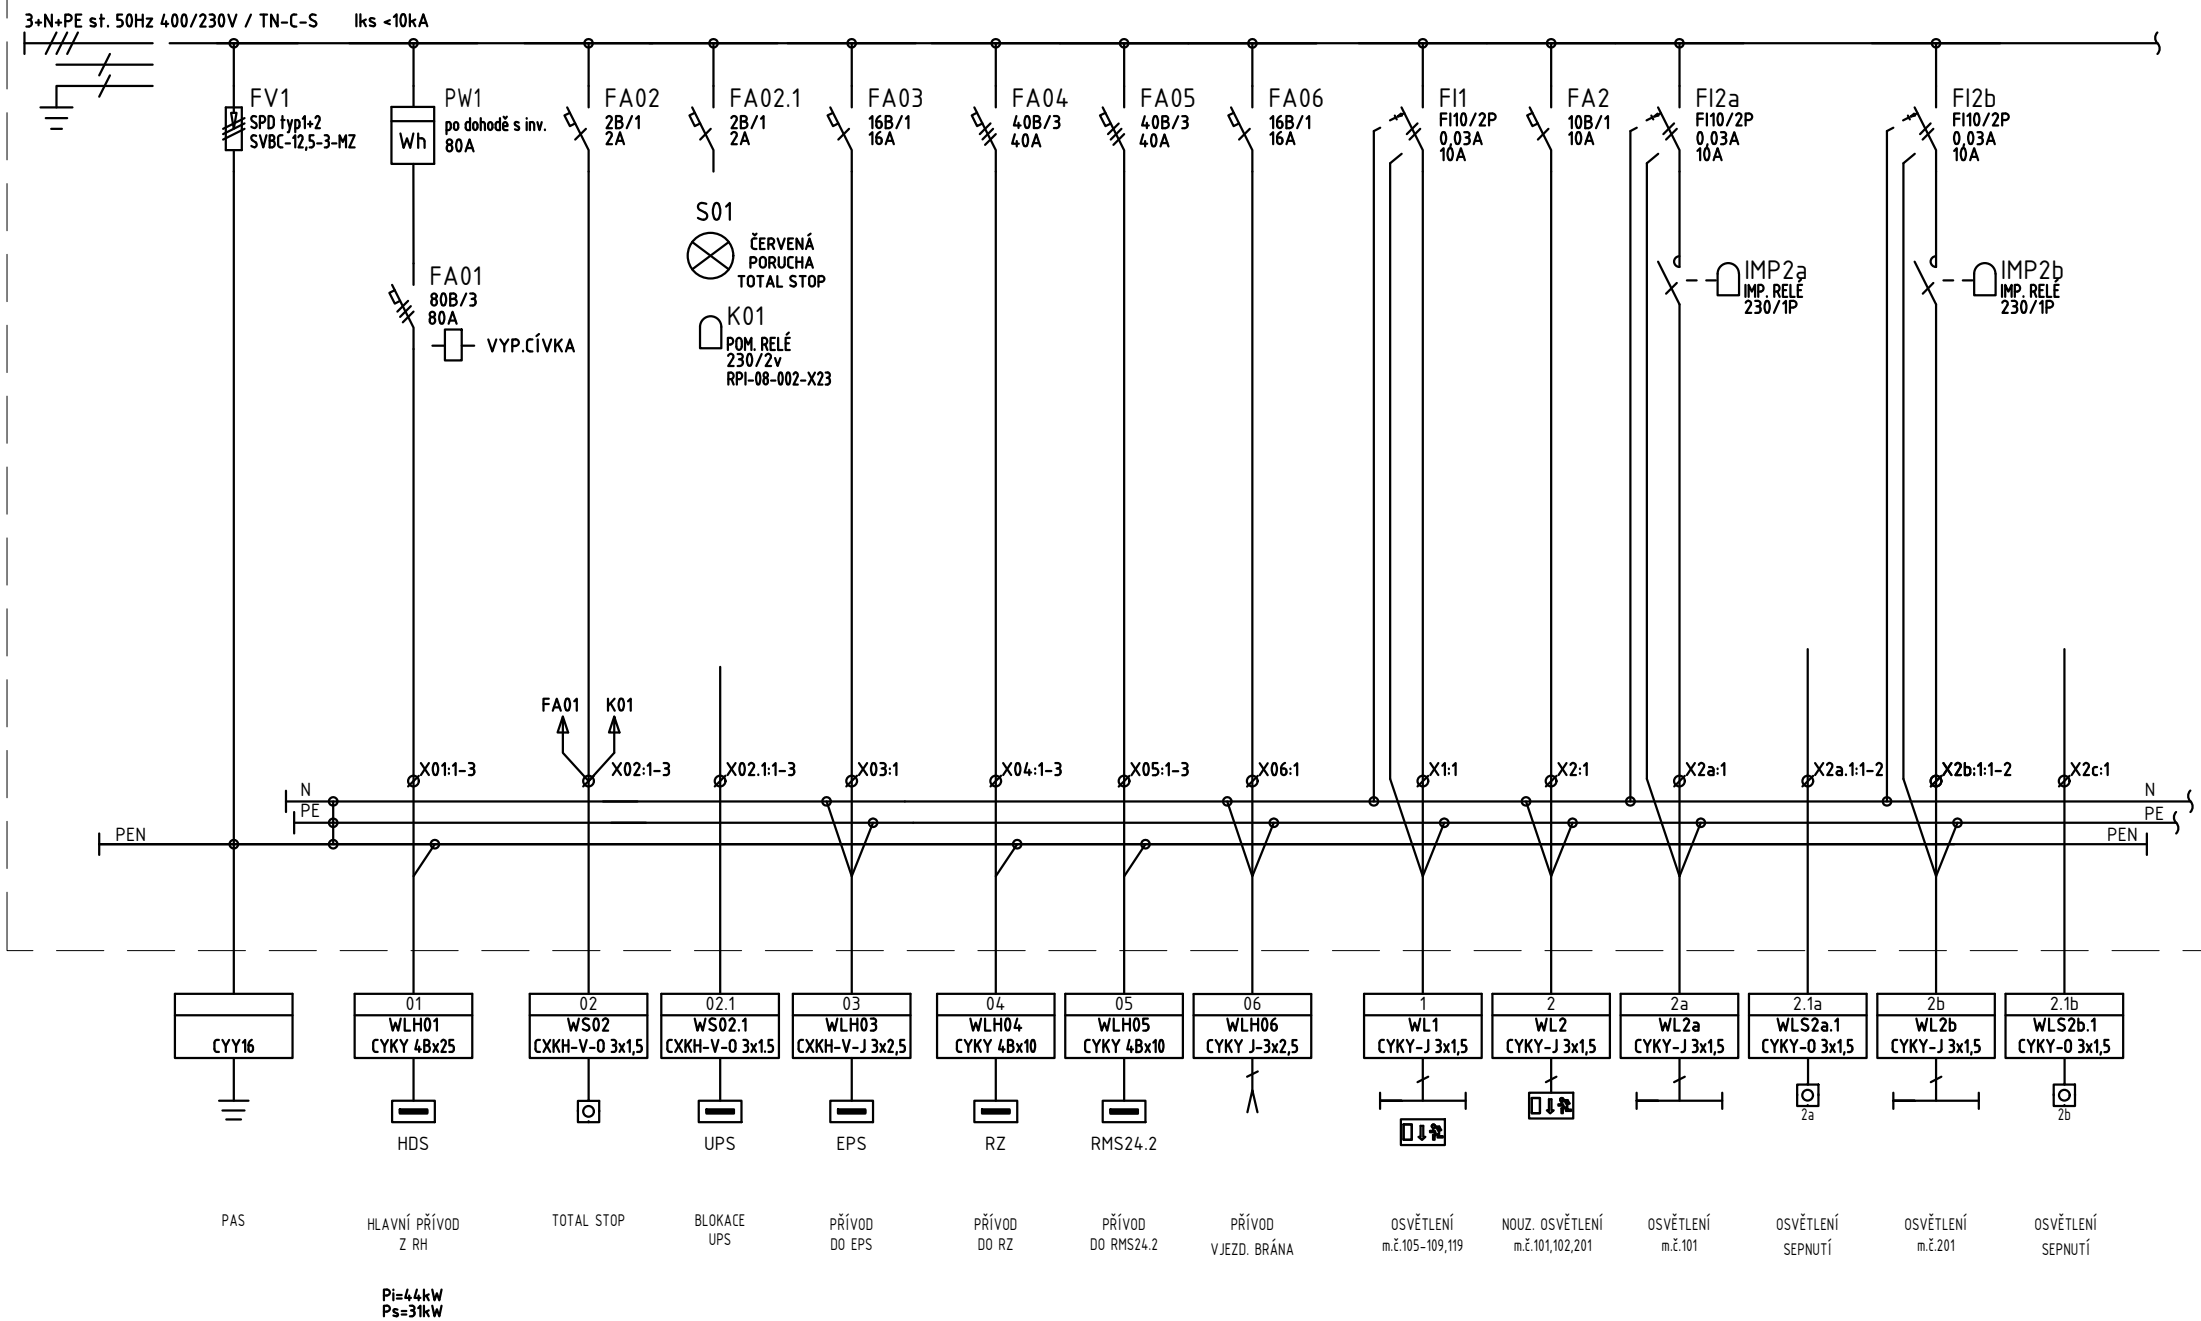 3+N+PE st. 50Hz 400/230V / TN-C-S Iks <10kA
FV1
SPD typ1+2
SVBC-12,5-3-MZ
PW1
po dohodě s inv.
80A
Wh
FA02
2B/1
2A
FA02.1
2B/1
2A
FA03
16B/1
16A
FA04
40B/3
40A
FA05
40B/3
40A
FA06
16B/1
16A
FI1
FI10/2P
0,03A
10A
FA2
10B/1
10A
FI2a
FI10/2P
0,03A
10A
FI2b
FI10/2P
0,03A
10A
S01
ČERVENÁ
PORUCHA
TOTAL STOP
FA01
80B/3
80A
VYP.CÍVKA
K01
POM. RELÉ
230/2v
RPI-08-002-X23
IMP2a
IMP. RELÉ
230/1P
IMP2b
IMP. RELÉ
230/1P
FA01 K01
X01:1-3 X02:1-3 X02.1:1-3 X03:1 X04:1-3 X05:1-3 X06:1 X1:1 X2:1 X2a:1 X2a.1:1-2 X2b:1:1-2 X2c:1
N N
PE PE
PEN PEN
CYY16
01
WLH01
CYKY 4Bx25
02
WS02
CXKH-V-O 3x1,5
02.1
WS02.1
CXKH-V-O 3x1.5
03
WLH03
CXKH-V-J 3x2,5
04
WLH04
CYKY 4Bx10
05
WLH05
CYKY 4Bx10
06
WLH06
CYKY J-3x2,5
1
WL1
CYKY-J 3x1,5
2
WL2
CYKY-J 3x1,5
2a
WL2a
CYKY-J 3x1,5
2.1a
WLS2a.1
CYKY-O 3x1,5
2b
WL2b
CYKY-J 3x1,5
2.1b
WLS2b.1
CYKY-O 3x1,5
2a 2b
HDS UPS EPS RZ RMS24.2
PAS
HLAVNÍ PŘÍVOD
Z RH
TOTAL STOP
BLOKACE
UPS
PŘÍVOD
DO EPS
PŘÍVOD
DO RZ
PŘÍVOD
DO RMS24.2
PŘÍVOD
VJEZD. BRÁNA
OSVĚTLENÍ
m.č.105-109,119
NOUZ. OSVĚTLENÍ
m.č.101,102,201
OSVĚTLENÍ
m.č.101
OSVĚTLENÍ
SEPNUTÍ
OSVĚTLENÍ
m.č.201
OSVĚTLENÍ
SEPNUTÍ
Pi=44kW
Ps=31kW